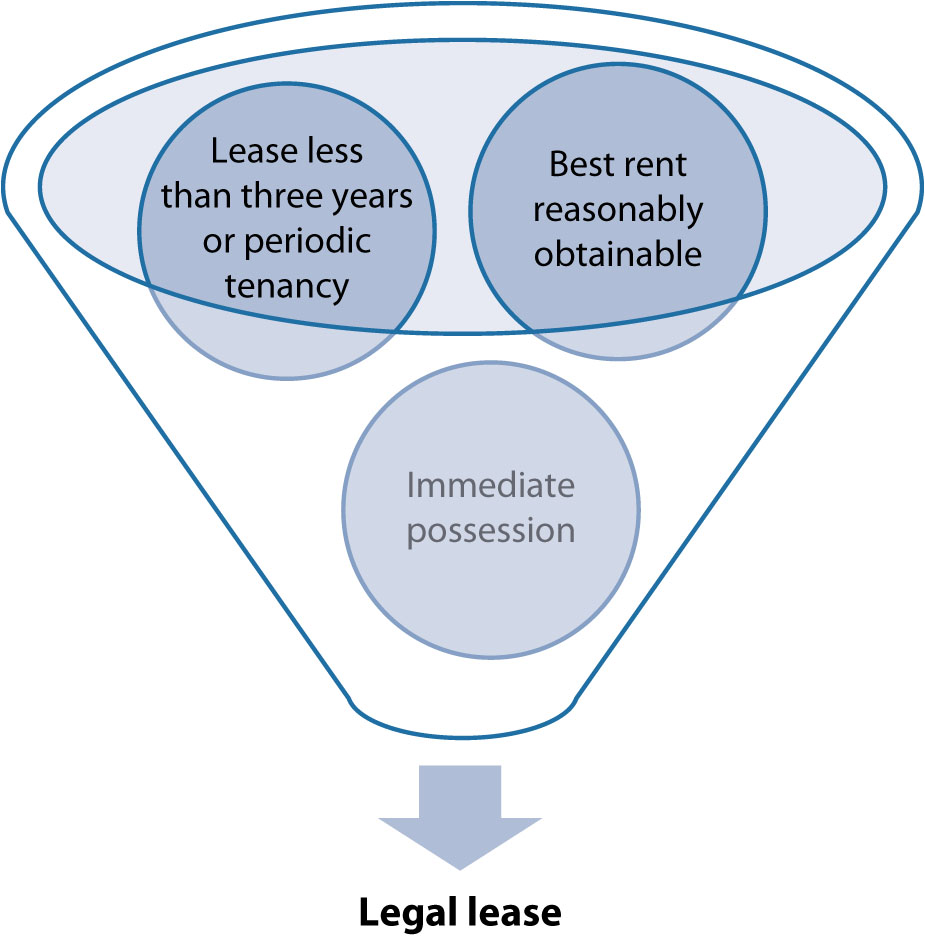 Lease less
than three years
or periodic
tenancy
Best rent
reasonably
obtainable
Immediate
possession
Legal lease